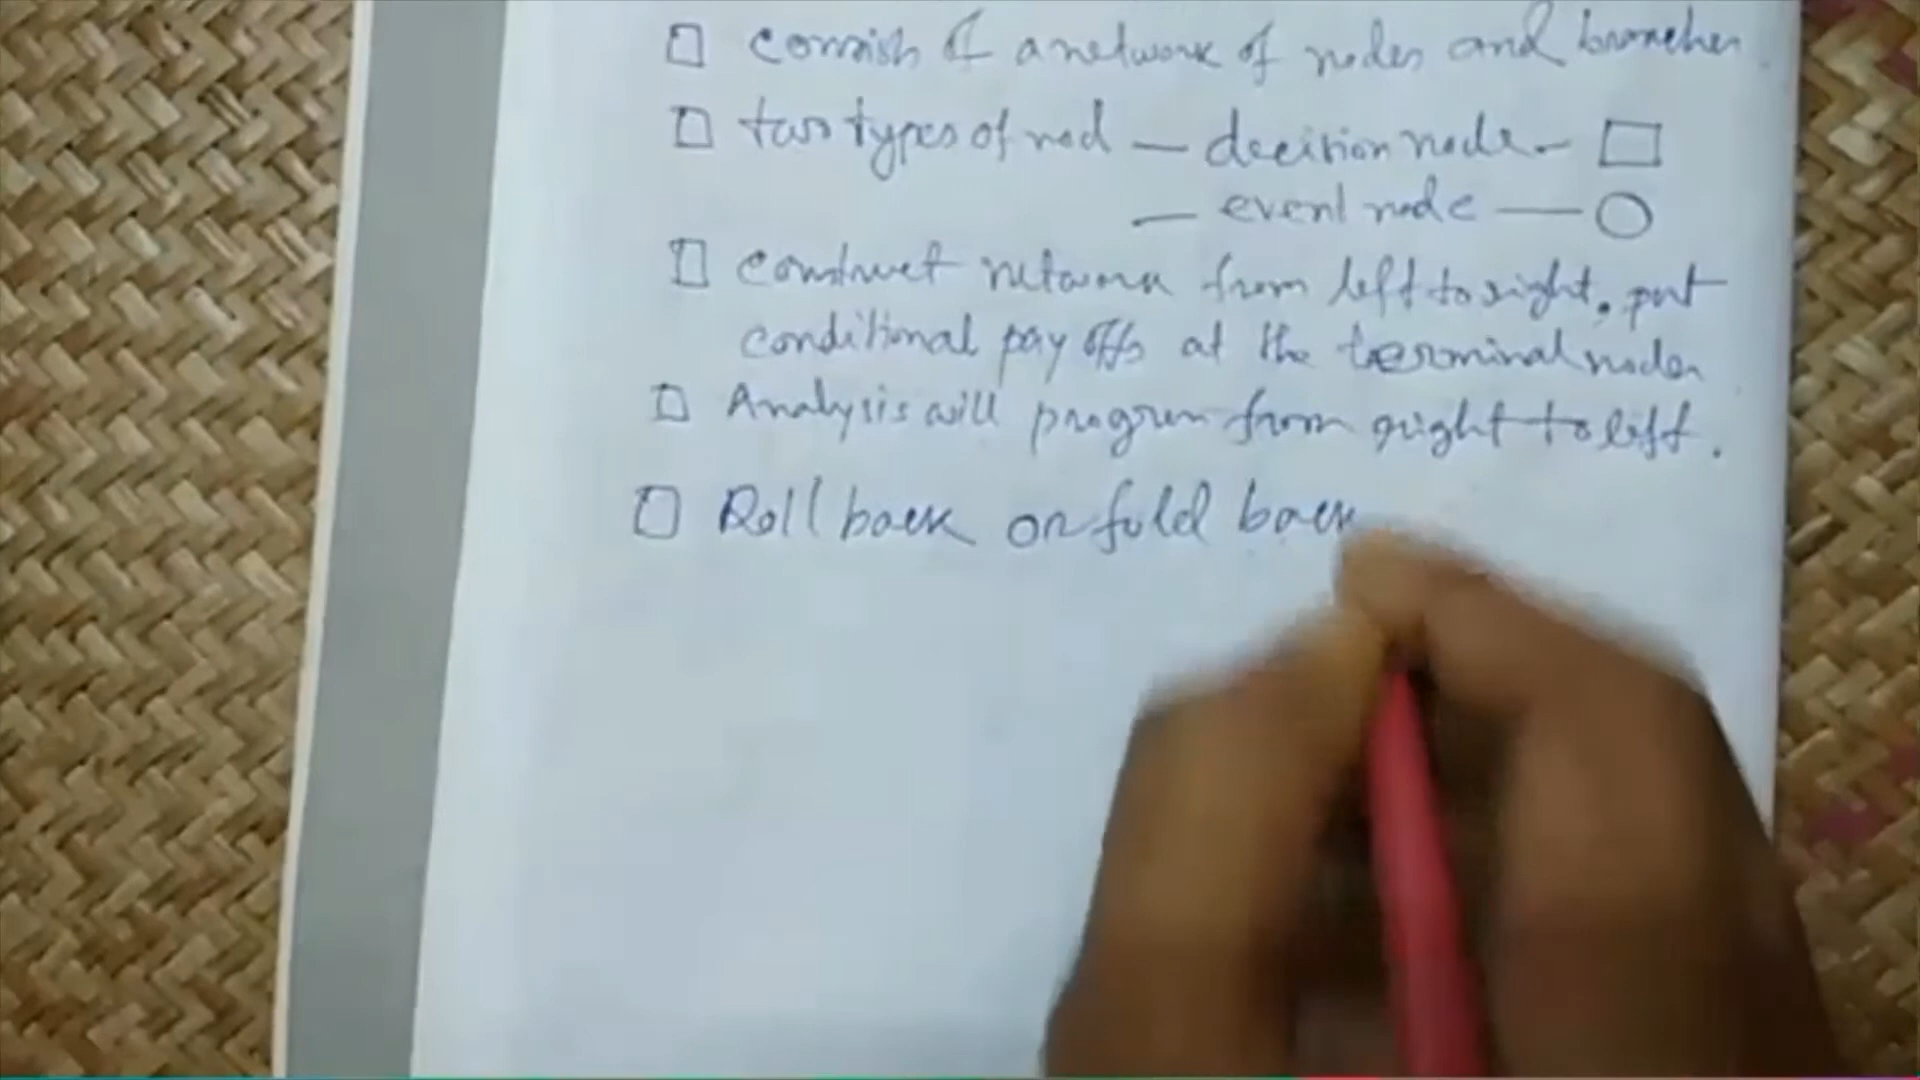 □ consists of a network of nodes and branches
□ two types of nod — decision node - □
— event node — ○
□ construct network from left to right. put
conditional pay offs at the terminal nodes
□ Analysis will progress from right to left.
□ Roll back or fold back